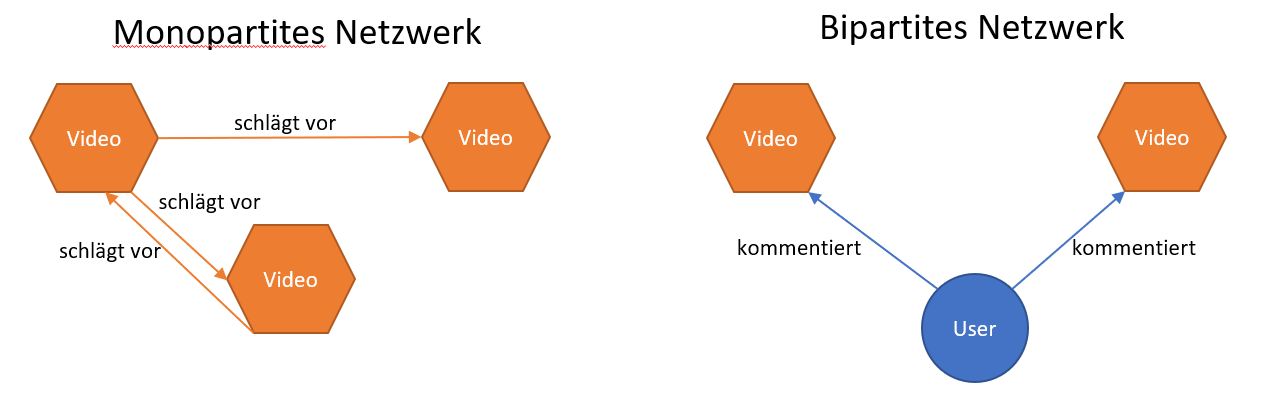 Monopartites Netzwerk
Video
schlägt vor
Video
schlägt vor
schlägt vor
Video
Bipartites Netzwerk
Video
Video
kommentiert
kommentiert
User